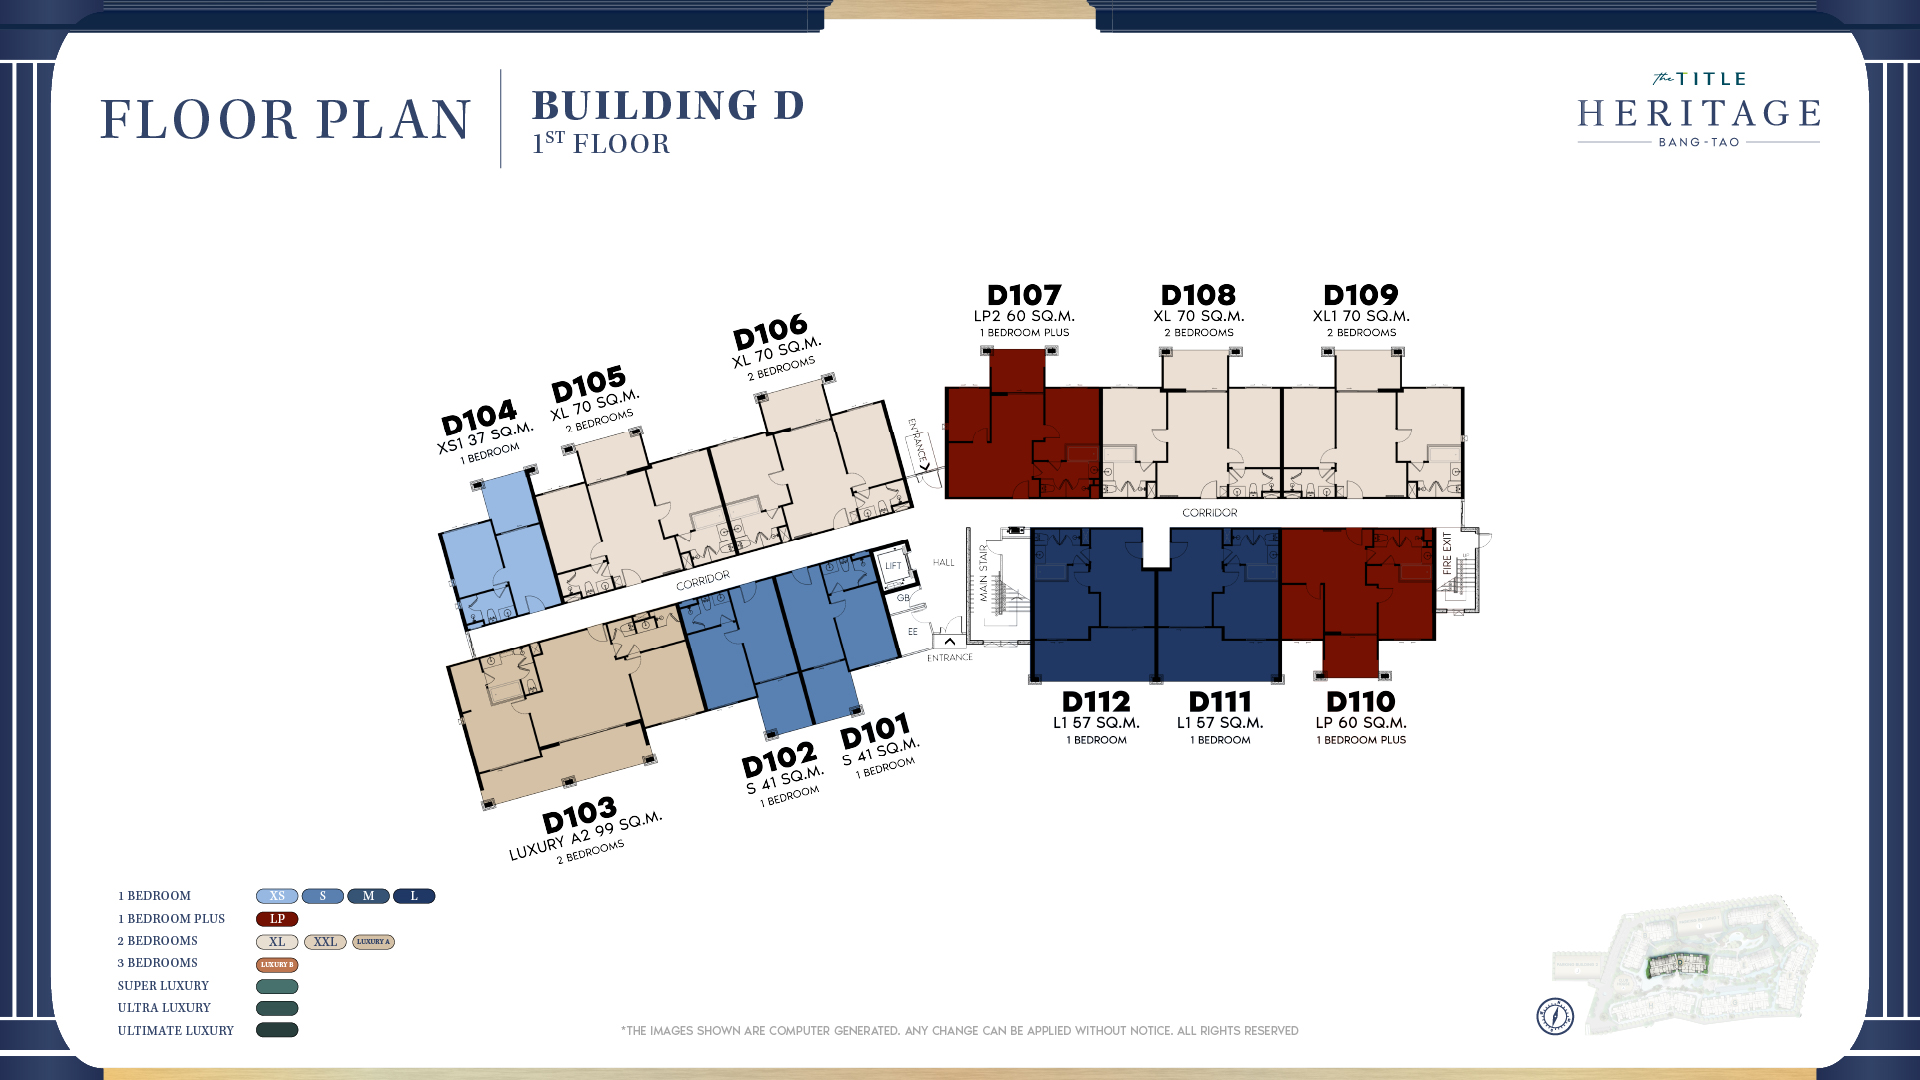 FLOOR PLAN
BUILDING D
1ST FLOOR
the TITLE
HERITAGE
BANG-TAO
D107
LP2 60 SQ.M.
1 BEDROOM PLUS
D108
XL 70 SQ.M.
2 BEDROOMS
D109
XL1 70 SQ.M.
2 BEDROOMS
D106
XL 70 SQ.M.
2 BEDROOMS
D105
XL 70 SQ.M.
2 BEDROOMS
D104
XS1 37 SQ.M.
1 BEDROOM
ENTRANCE
CORRIDOR
CORRIDOR
LIFT
HALL
GB
EE
MAIN STAIR
FIRE EXIT
ENTRANCE
D112
L1 57 SQ.M.
1 BEDROOM
D111
L1 57 SQ.M.
1 BEDROOM
D110
LP 60 SQ.M.
1 BEDROOM PLUS
D101
S 41 SQ.M.
1 BEDROOM
D102
S 41 SQ.M.
1 BEDROOM
D103
LUXURY A2 99 SQ.M.
2 BEDROOMS
1 BEDROOM XS S M L
1 BEDROOM PLUS LP
2 BEDROOMS XL XXL LUXURY A
3 BEDROOMS LUXURY B
SUPER LUXURY
ULTRA LUXURY
ULTIMATE LUXURY
*THE IMAGES SHOWN ARE COMPUTER GENERATED. ANY CHANGE CAN BE APPLIED WITHOUT NOTICE. ALL RIGHTS RESERVED